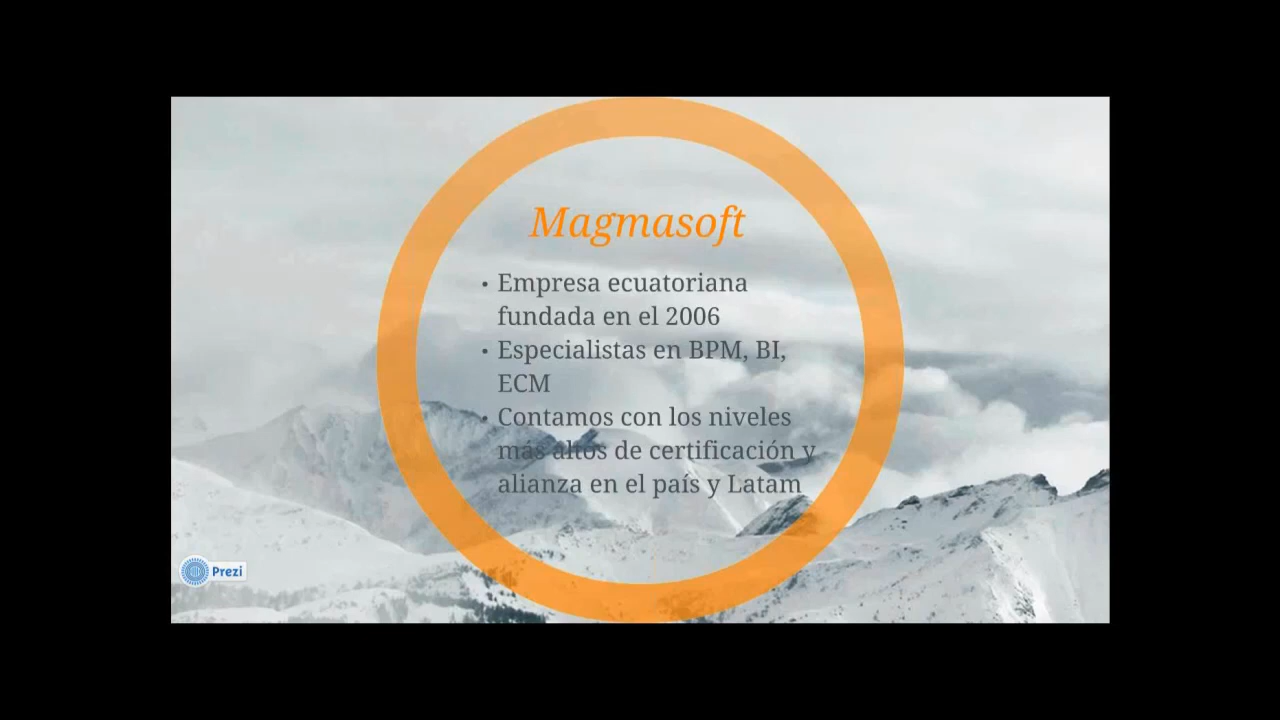 Magmasoft
• Empresa ecuatoriana
fundada en el 2006
• Especialistas en BPM, BI,
ECM
• Contamos con los niveles
más altos de certificación y
alianza en el país y Latam
Prezi